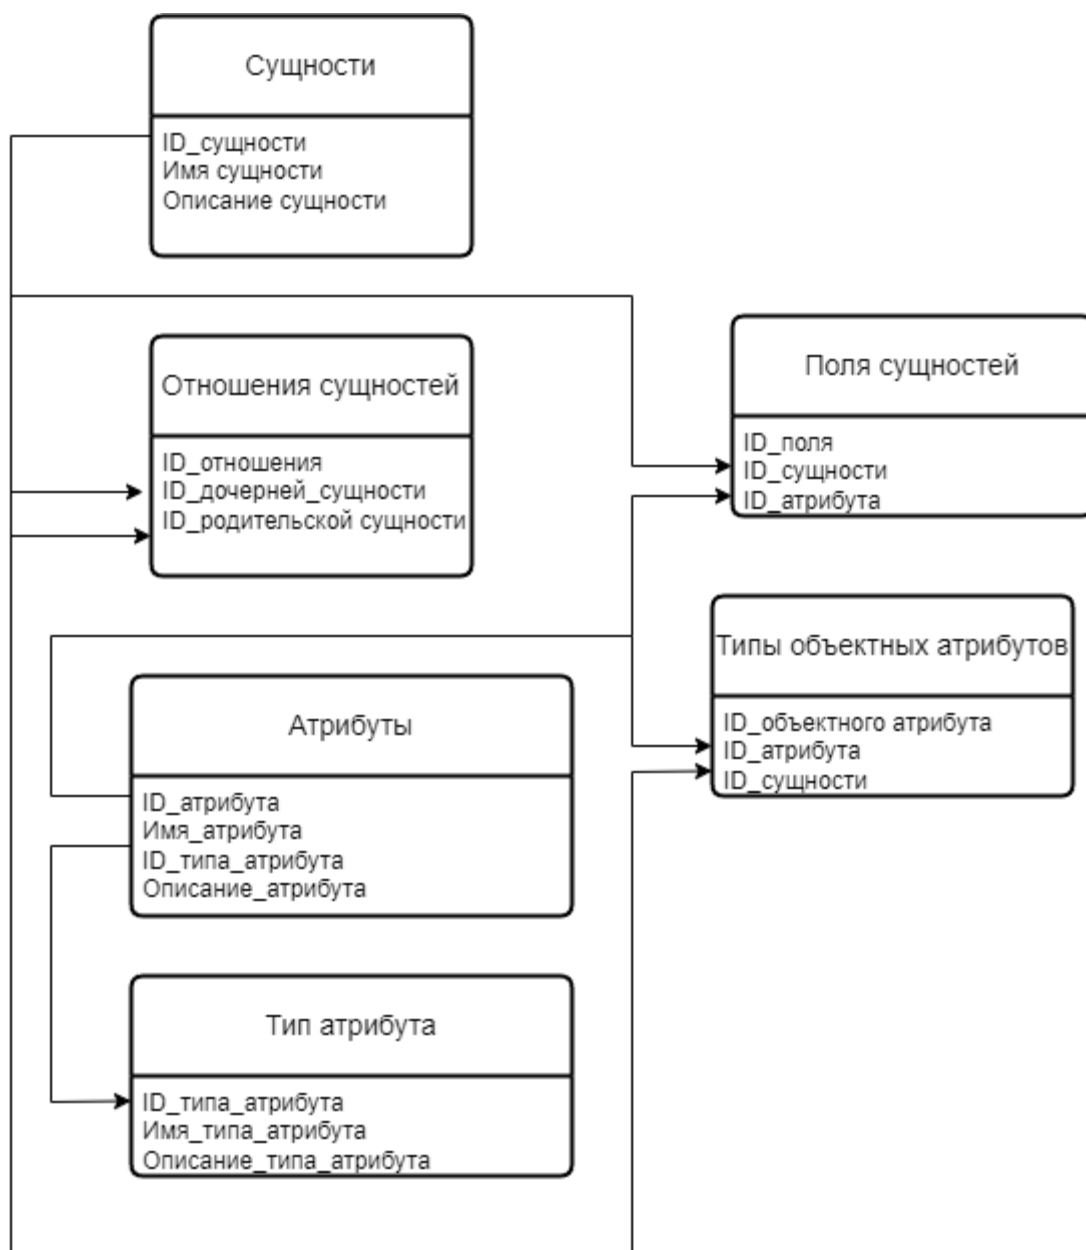 Сущности
ID_сущности
Имя сущности
Описание сущности
Отношения сущностей
ID_отношения
ID_дочерней_сущности
ID_родительской сущности
Поля сущностей
ID_поля
ID_сущности
ID_атрибута
Типы объектных атрибутов
ID_объектного атрибута
ID_атрибута
ID_сущности
Атрибуты
ID_атрибута
Имя_атрибута
ID_типа_атрибута
Описание_атрибута
Тип атрибута
ID_типа_атрибута
Имя_типа_атрибута
Описание_типа_атрибута